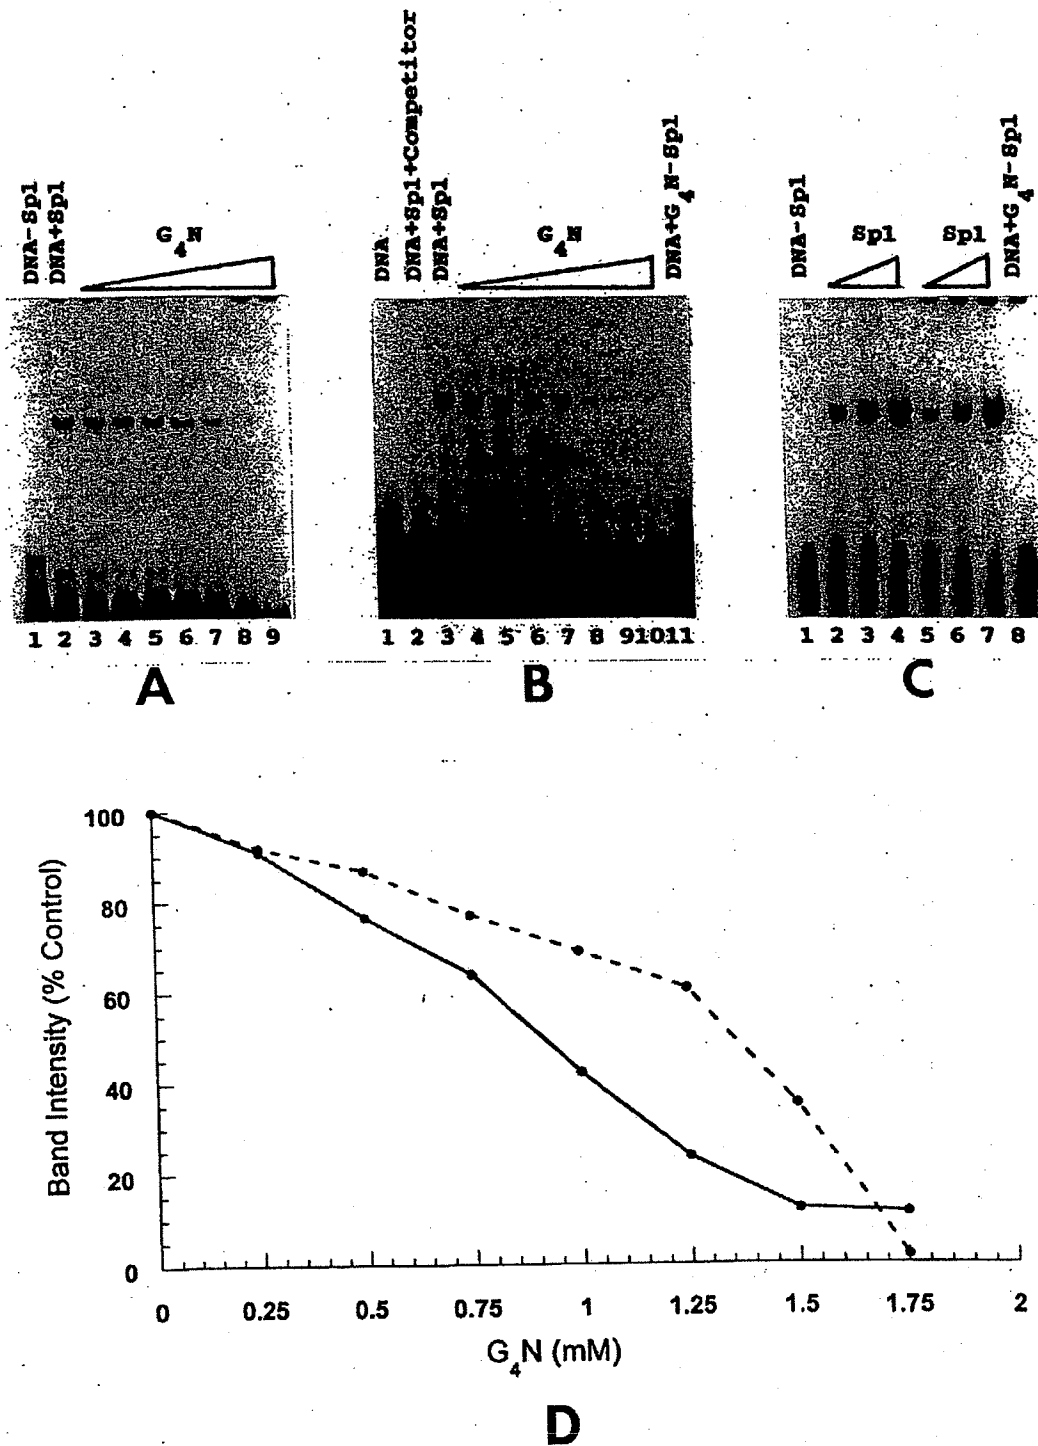 DNA-Sp1
DNA+Sp1
G4N
DNA
DNA+Sp1+Competitor
DNA+Sp1
G4N
DNA+G4N-Sp1
DNA-Sp1
Sp1
Sp1
DNA+G4N-Sp1
1 2 3 4 5 6 7 8 9
1 2 3 4 5 6 7 8 9 10 11
1 2 3 4 5 6 7 8
A
B
C
Band Intensity (% Control)
100
80
60
40
20
0
0 0.25 0.5 0.75 1 1.25 1.5 1.75 2
G4N (mM)
D